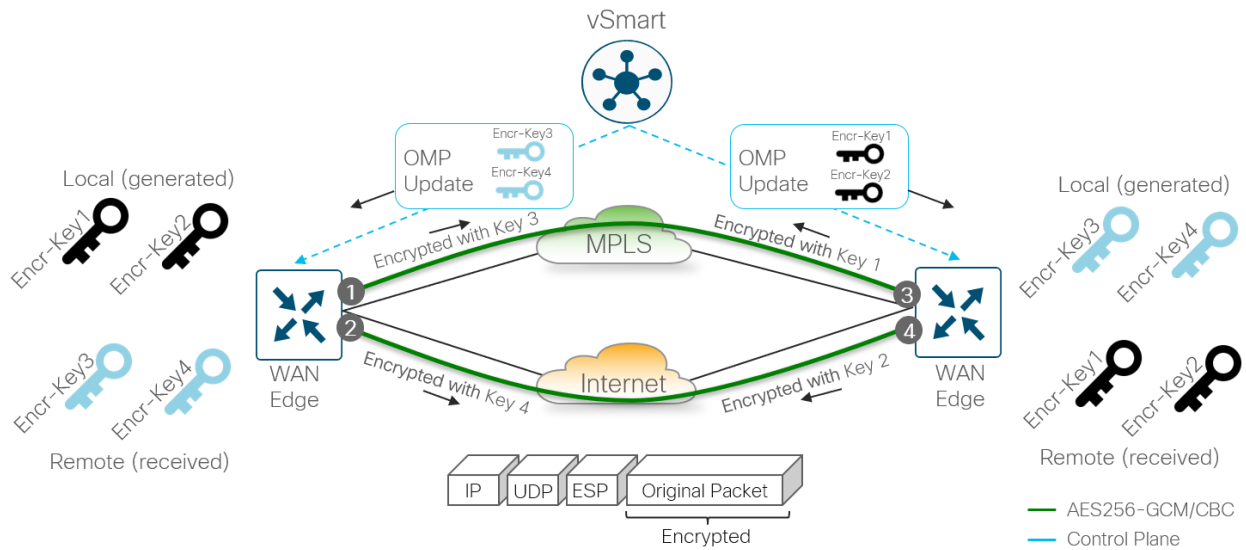 vSmart
OMP
Update
Encr-Key3
Encr-Key4
OMP
Update
Encr-Key1
Encr-Key2
Local (generated)
Encr-Key1
Encr-Key2
Local (generated)
Encr-Key3
Encr-Key4
Encrypted with Key 3
MPLS
Encrypted with Key 1
1
2
3
4
WAN
Edge
WAN
Edge
Encrypted with Key 4
Internet
Encrypted with Key 2
Encr-Key3
Encr-Key4
Remote (received)
Encr-Key1
Encr-Key2
Remote (received)
IP
UDP
ESP
Original Packet
Encrypted
AES256-GCM/CBC
Control Plane